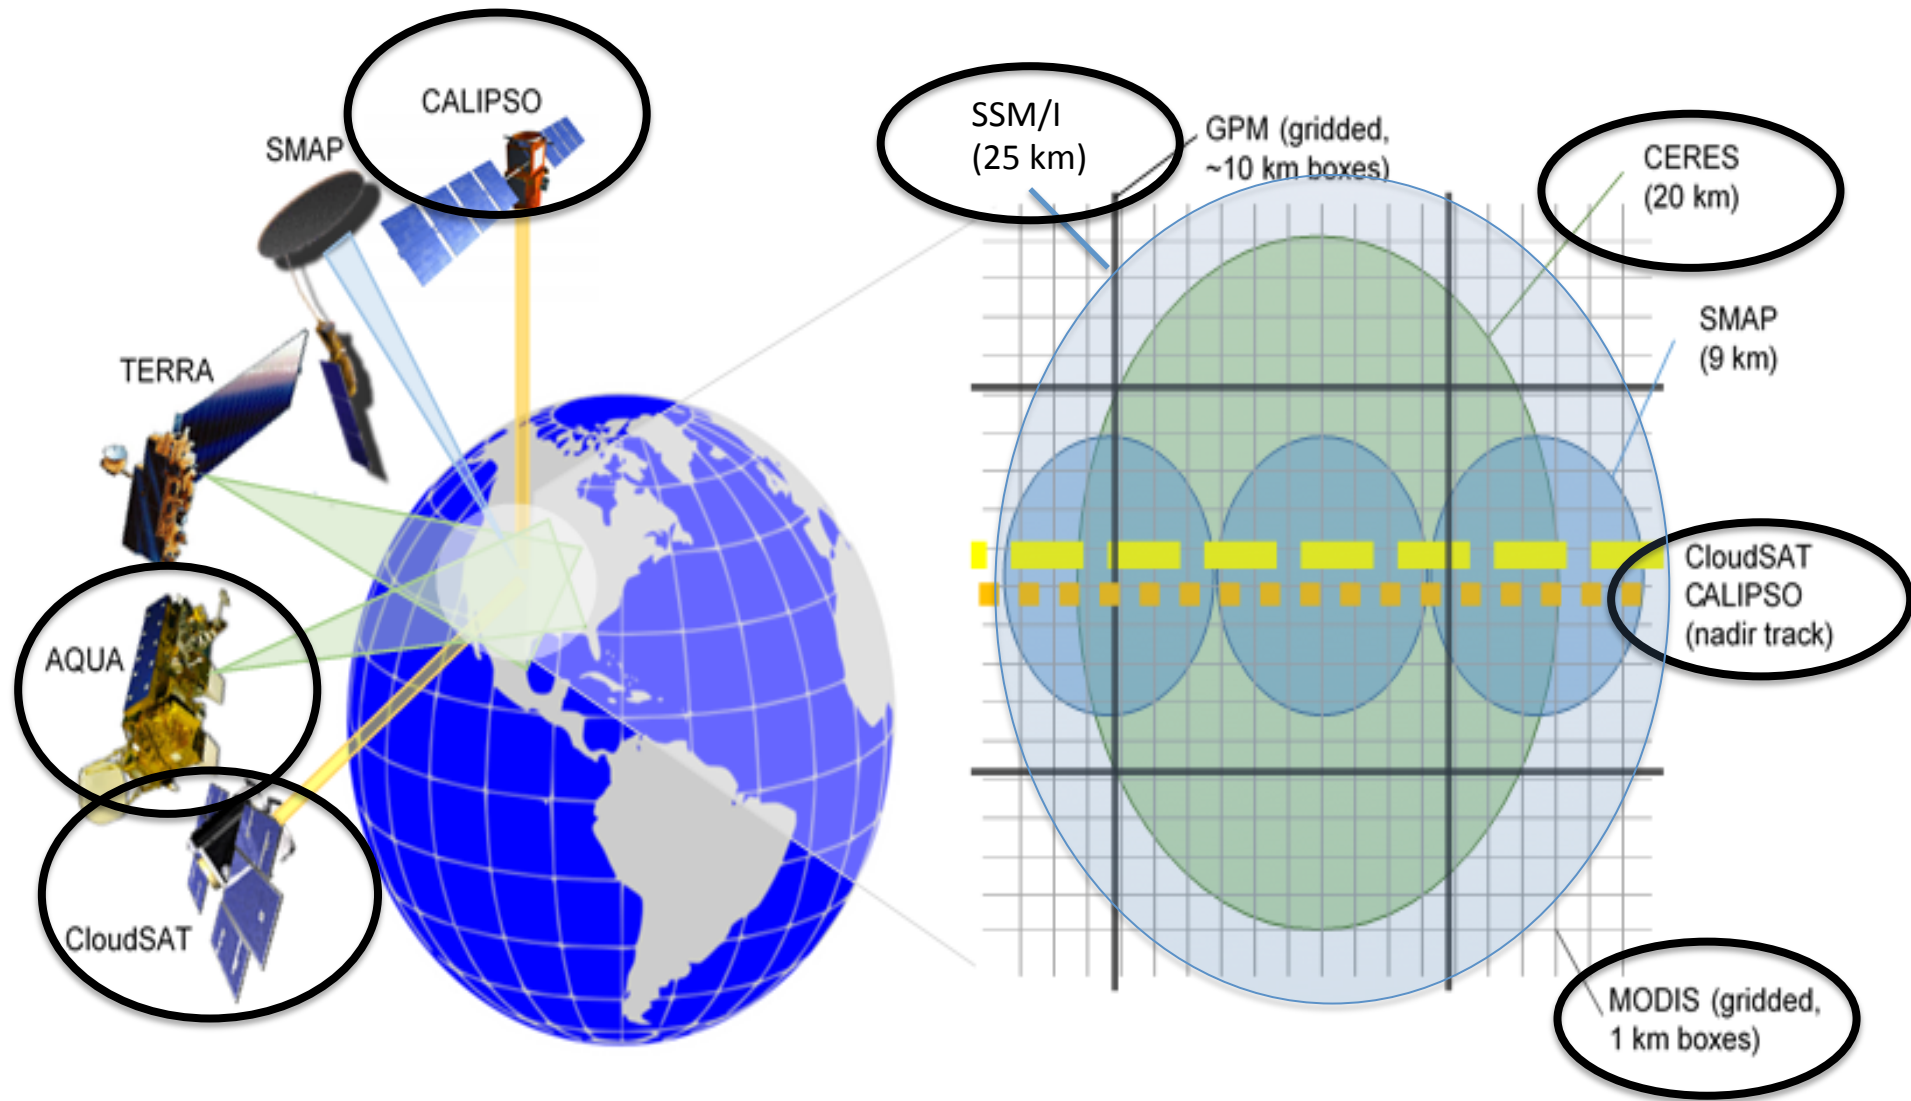 CALIPSO
SMAP
TERRA
AQUA
CloudSAT
SSM/I
(25 km)
GPM (gridded,
~10 km boxes)
CERES
(20 km)
SMAP
(9 km)
CloudSAT
CALIPSO
(nadir track)
MODIS (gridded,
1 km boxes)